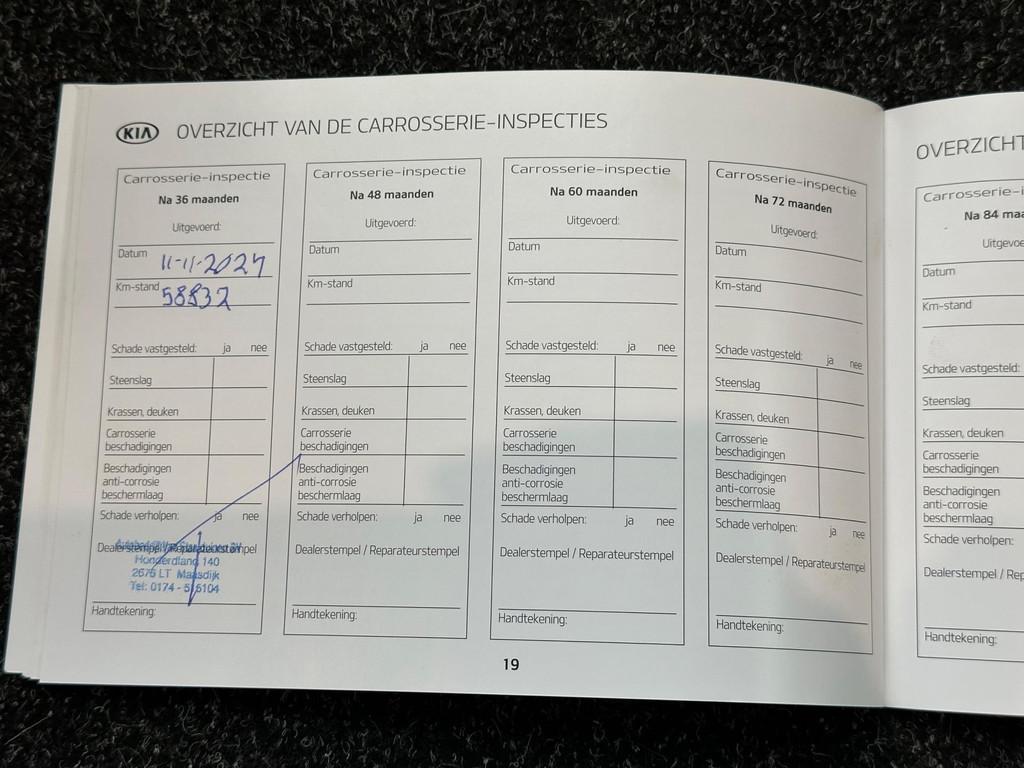 KIA OVERZICHT VAN DE CARROSSERIE-INSPECTIES
Carrosserie-inspectie
Na 36 maanden
Uitgevoerd:
Datum 11-11-2024
Km-stand 58832
Schade vastgesteld: ja nee
Steenslag
Krassen, deuken
Carrosserie
beschadigingen
Beschadigingen
anti-corrosie
beschermlaag
Schade verholpen: ja nee
Dealerstempel / Reparateurstempel
Honderdland 140
2676 LT Maasdijk
Tel: 0174 - 516104
Handtekening:
Carrosserie-inspectie
Na 48 maanden
Uitgevoerd:
Datum
Km-stand
Schade vastgesteld: ja nee
Steenslag
Krassen, deuken
Carrosserie
beschadigingen
Beschadigingen
anti-corrosie
beschermlaag
Schade verholpen: ja nee
Dealerstempel / Reparateurstempel
Handtekening:
Carrosserie-inspectie
Na 60 maanden
Uitgevoerd:
Datum
Km-stand
Schade vastgesteld: ja nee
Steenslag
Krassen, deuken
Carrosserie
beschadigingen
Beschadigingen
anti-corrosie
beschermlaag
Schade verholpen: ja nee
Dealerstempel / Reparateurstempel
Handtekening:
Carrosserie-inspectie
Na 72 maanden
Uitgevoerd:
Datum
Km-stand
Schade vastgesteld: ja nee
Steenslag
Krassen, deuken
Carrosserie
beschadigingen
Beschadigingen
anti-corrosie
beschermlaag
Schade verholpen: ja nee
Dealerstempel / Reparateurstempel
Handtekening:
19
OVERZICHT
Carrosserie-i
Na 84 maa
Uitgevoe
Datum
Km-stand
Schade vastgesteld:
Steenslag
Krassen, deuken
Carrosserie
beschadigingen
Beschadigingen
anti-corrosie
beschermlaag
Schade verholpen:
Dealerstempel / Rep
Handtekening: